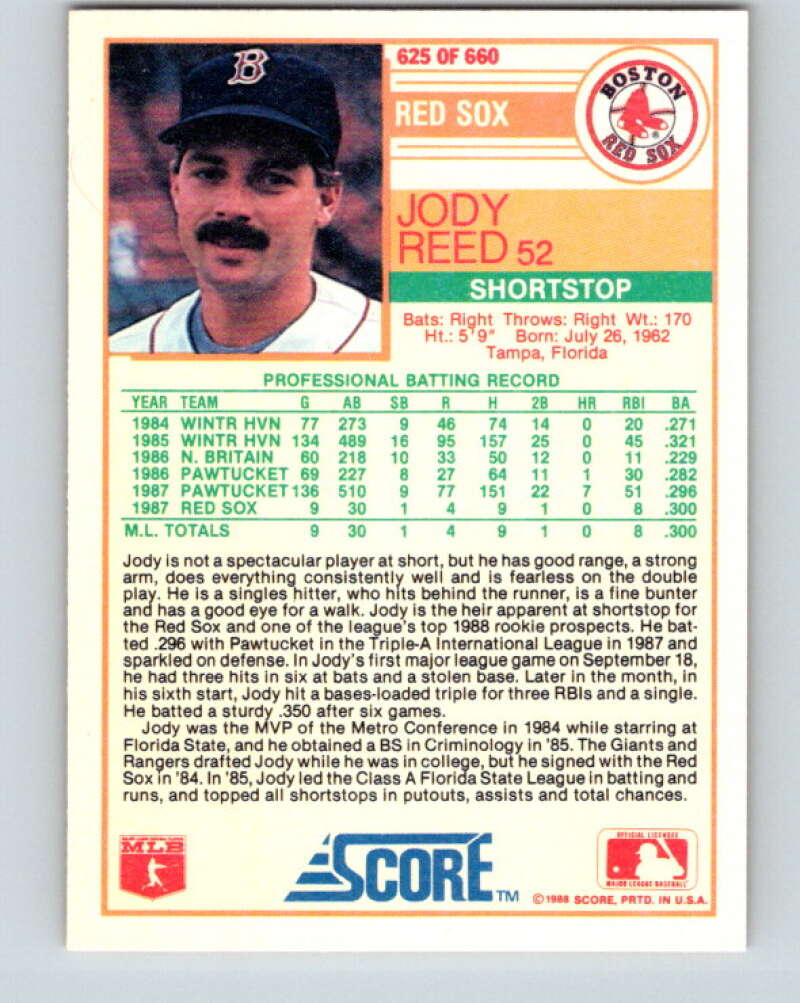 B
625 OF 660
RED SOX
BOSTON
RED SOX
®
JODY
REED 52
SHORTSTOP
Bats: Right Throws: Right Wt.: 170
Ht.: 5'9" Born: July 26, 1962
Tampa, Florida
PROFESSIONAL BATTING RECORD
YEAR TEAM G AB SB R H 2B HR RBI BA
1984 WINTR HVN 77 273 9 46 74 14 0 20 .271
1985 WINTR HVN 134 489 16 95 157 25 0 45 .321
1986 N. BRITAIN 60 218 10 33 50 12 0 11 .229
1986 PAWTUCKET 69 227 8 27 64 11 1 30 .282
1987 PAWTUCKET 136 510 9 77 151 22 7 51 .296
1987 RED SOX 9 30 1 4 9 1 0 8 .300
M.L. TOTALS 9 30 1 4 9 1 0 8 .300
Jody is not a spectacular player at short, but he has good range, a strong
arm, does everything consistently well and is fearless on the double
play. He is a singles hitter, who hits behind the runner, is a fine bunter
and has a good eye for a walk. Jody is the heir apparent at shortstop for
the Red Sox and one of the league's top 1988 rookie prospects. He bat-
ted .296 with Pawtucket in the Triple-A International League in 1987 and
sparkled on defense. In Jody's first major league game on September 18,
he had three hits in six at bats and a stolen base. Later in the month, in
his sixth start, Jody hit a bases-loaded triple for three RBIs and a single.
He batted a sturdy .350 after six games.
Jody was the MVP of the Metro Conference in 1984 while starring at
Florida State, and he obtained a BS in Criminology in '85. The Giants and
Rangers drafted Jody while he was in college, but he signed with the Red
Sox in '84. In '85, Jody led the Class A Florida State League in batting and
runs, and topped all shortstops in putouts, assists and total chances.
MLB
SCORE™
OFFICIAL LICENSEE
MAJOR LEAGUE BASEBALL
©1988 SCORE, PRTD. IN U.S.A.